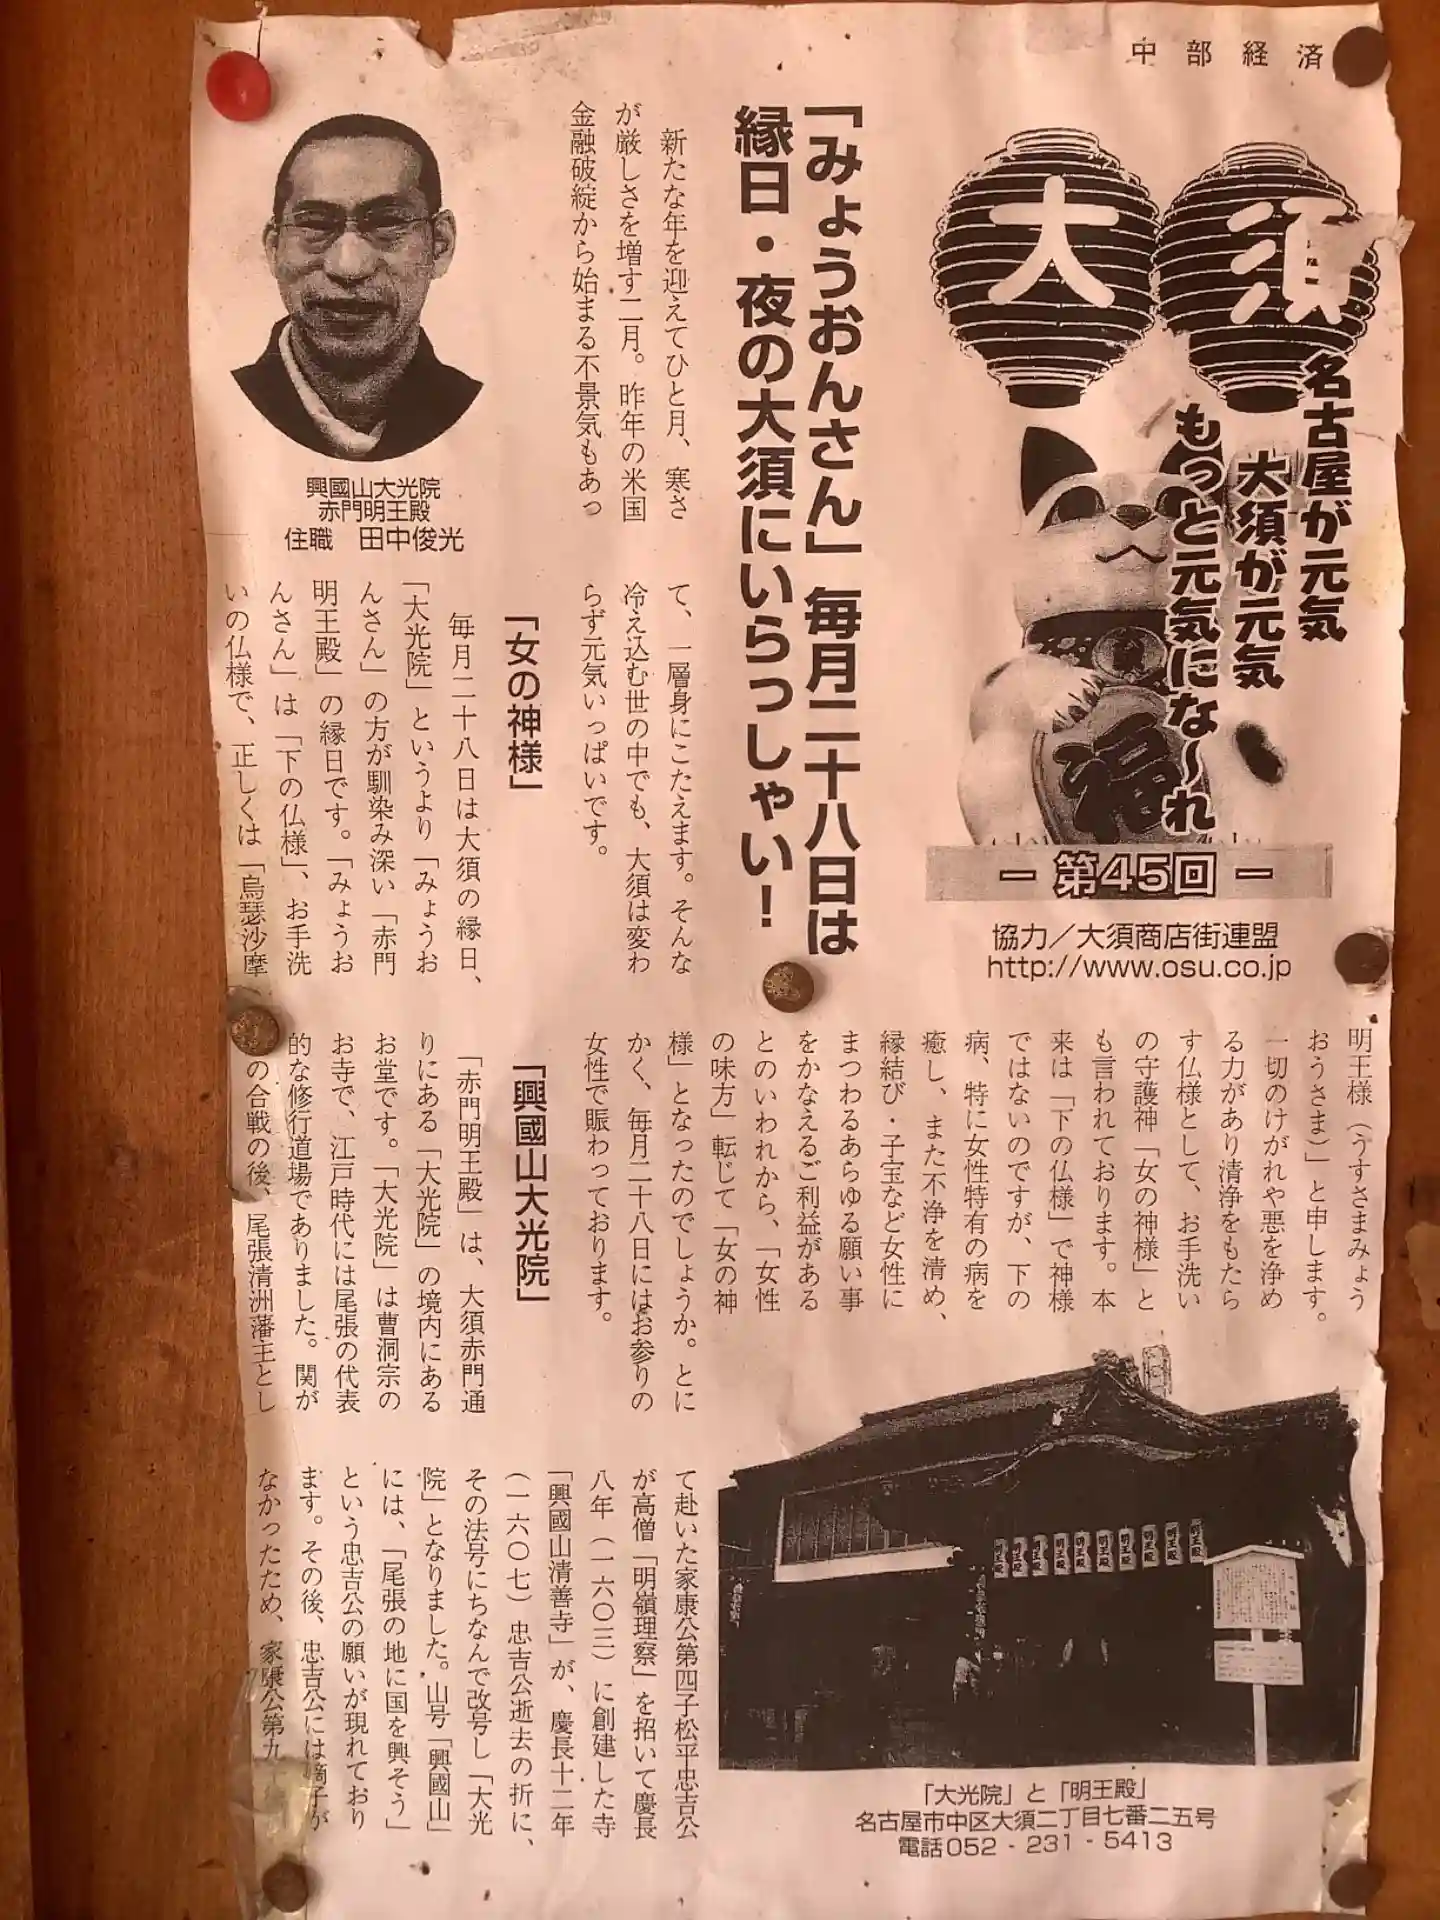 中部経済
大須
名古屋が元気
大須が元気
もっと元気にな〜れ
福
ー 第45回 ー
協力／大須商店街連盟
http://www.osu.co.jp
「みょうおんさん」毎月二十八日は
縁日・夜の大須にいらっしゃい！
興國山大光院
赤門明王殿
住職　田中俊光
新たな年を迎えてひと月、寒さ
が厳しさを増す二月。昨年の米国
金融破綻から始まる不景気もあっ
て、一層身にこたえます。そんな
冷え込む世の中でも、大須は変わ
らず元気いっぱいです。
「女の神様」
毎月二十八日は大須の縁日、
「大光院」というより「みょうお
んさん」の方が馴染み深い「赤門
明王殿」の縁日です。「みょうお
んさん」は「下の仏様」、お手洗
いの仏様で、正しくは「烏瑟沙摩
明王様（うすさまみょう
おうさま）」と申します。
一切のけがれや悪を浄め
る力があり清浄をもたら
す仏様として、お手洗い
の守護神「女の神様」と
も言われております。本
来は「下の仏様」で神様
ではないのですが、下の
病、特に女性特有の病を
癒し、また不浄を清め、
縁結び・子宝など女性に
まつわるあらゆる願い事
をかなえるご利益がある
とのいわれから、「女性
の味方」転じて「女の神
様」となったのでしょうか。とに
かく、毎月二十八日にはお参りの
女性で賑わっております。
「興國山大光院」
「赤門明王殿」は、大須赤門通
りにある「大光院」の境内にある
お堂です。「大光院」は曹洞宗の
お寺で、江戸時代には尾張の代表
的な修行道場でありました。関が
の合戦の後、尾張清洲藩主とし
て赴いた家康公第四子松平忠吉公
が高僧「明嶺理察」を招いて慶長
八年（一六〇三）に創建した寺
「興國山清善寺」が、慶長十二年
（一六〇七）忠吉公逝去の折に、
その法号にちなんで改号し「大光
院」となりました。山号「興國山」
には、「尾張の地に国を興そう」
という忠吉公の願いが現れており
ます。その後、忠吉公には嫡子が
なかったため、家康公第九
明王殿 明王殿 明王殿 明王殿 明王殿 明王殿 明王殿 明王殿 明王殿
「大光院」と「明王殿」
名古屋市中区大須二丁目七番二五号
電話052－231－5413